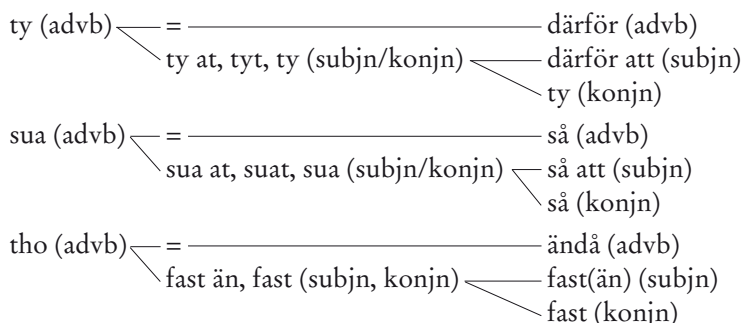 ty (advb) = därför (advb)
ty at, tyt, ty (subjn/konjn) därför att (subjn)
ty (konjn)
sua (advb) = så (advb)
sua at, suat, sua (subjn/konjn) så att (subjn)
så (konjn)
tho (advb) = ändå (advb)
fast än, fast (subjn, konjn) fast(än) (subjn)
fast (konjn)